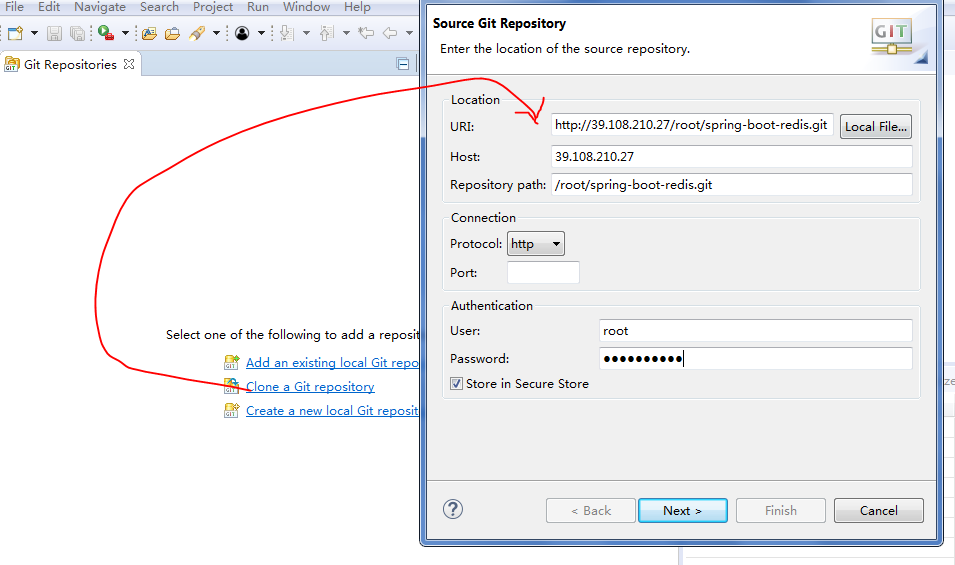 File Edit Navigate Search Project Run Window Help
Git Repositories
Select one of the following to add a reposit
Add an existing local Git repo
Clone a Git repository
Create a new local Git reposit
Source Git Repository
Enter the location of the source repository.
GIT
Location
URI: http://39.108.210.27/root/spring-boot-redis.git Local File...
Host: 39.108.210.27
Repository path: /root/spring-boot-redis.git
Connection
Protocol: http
Port:
Authentication
User: root
Password: ●●●●●●●●●●
Store in Secure Store
< Back Next > Finish Cancel